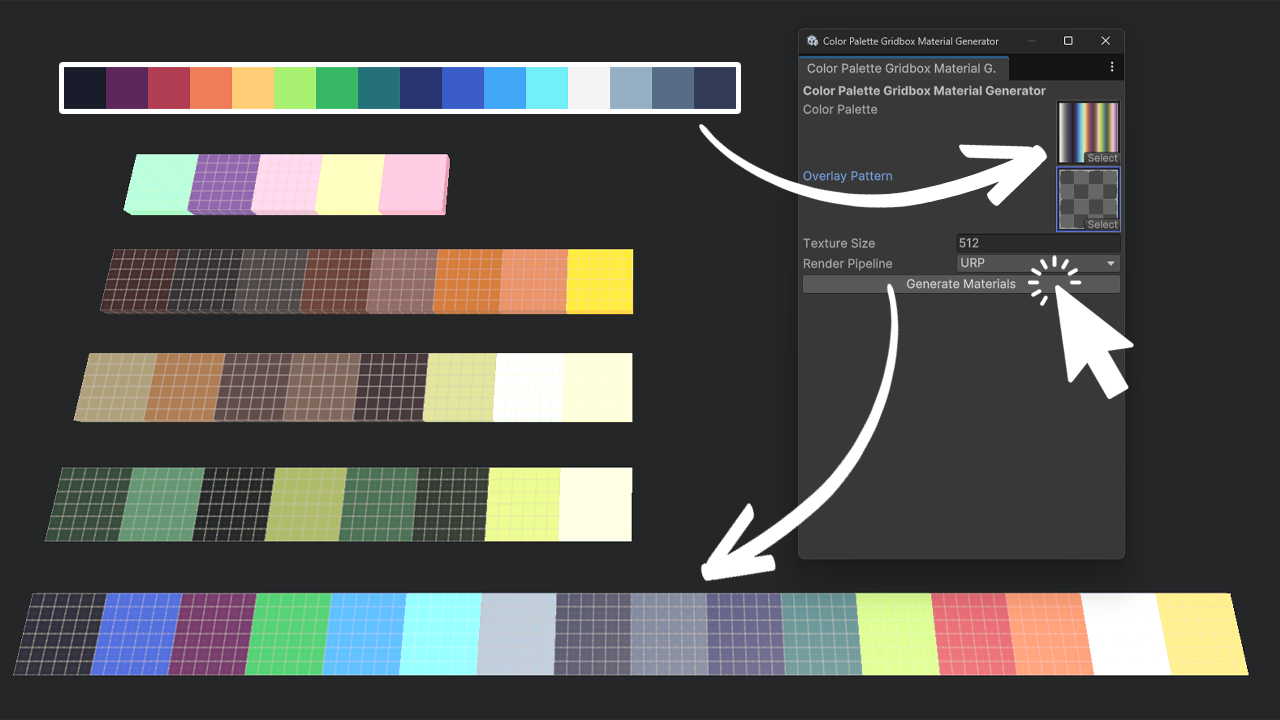 Color Palette Gridbox Material Generator
Color Palette Gridbox Material G.
Color Palette Gridbox Material Generator
Color Palette
Select
Overlay Pattern
Select
Texture Size 512
Render Pipeline URP
Generate Materials